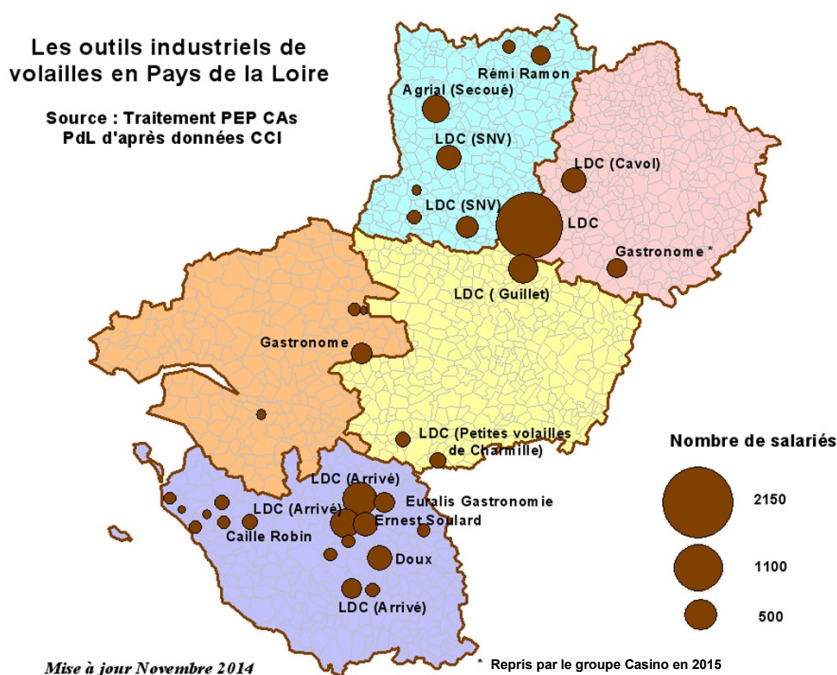 Les outils industriels de
volailles en Pays de la Loire
Source : Traitement PEP CAs
PdL d'après données CCI
Rémi Ramon
Agrial (Secoué)
LDC (SNV)
LDC (Cavol)
LDC (SNV)
LDC
Gastronome *
LDC ( Guillet)
Gastronome
LDC (Petites volailles
de Charmille)
LDC (Arrivé)
Euralis Gastronomie
LDC (Arrivé)
Ernest Soulard
Caille Robin
Doux
LDC (Arrivé)
Nombre de salariés
2150
1100
500
Mise à jour Novembre 2014
* Repris par le groupe Casino en 2015